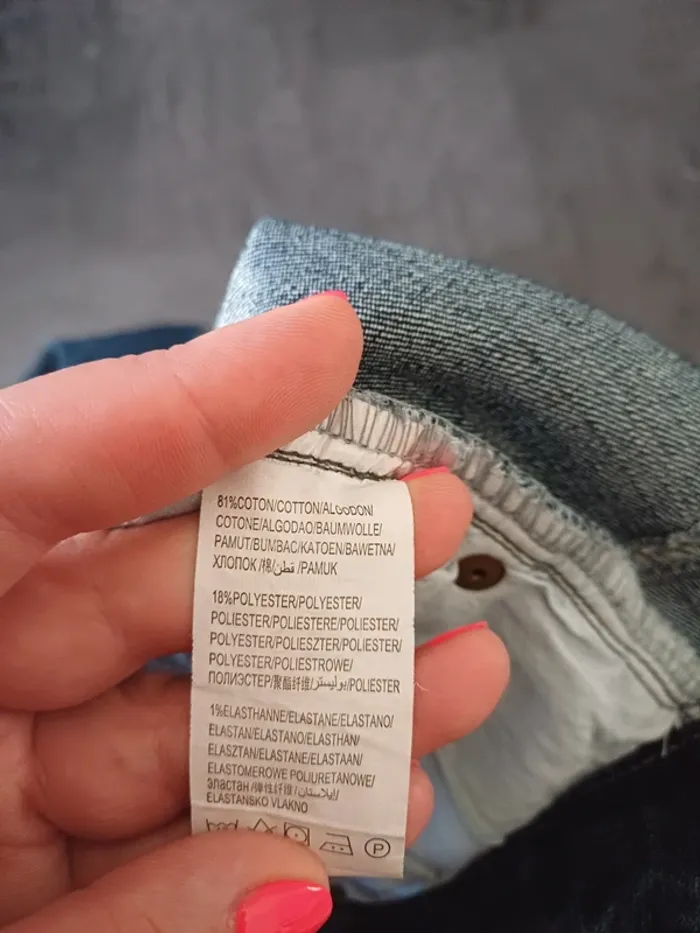 81%COTON/COTTON/ALGODON/
COTONE/ALGODAO/BAUMWOLLE/
PAMUT/BUMBAC/KATOEN/BAWETNA/
ХЛОПОК /棉/قطن /PAMUK
18%POLYESTER/POLYESTER/
POLIESTER/POLIESTERE/POLIESTER/
POLYESTER/POLIESZTER/POLIESTER/
POLYESTER/POLIESTROWE/
ПОЛИЭСТЕР/聚酯纤维/بوليستر/POLIESTER
1%ELASTHANNE/ELASTANE/ELASTANO/
ELASTAN/ELASTANO/ELASTHAN/
ELASZTAN/ELASTANE/ELASTAAN/
ELASTOMEROWE POLIURETANOWE/
эластан /弹性纤维 /إيلاستان/
ELASTANSKO VLAKNO
P